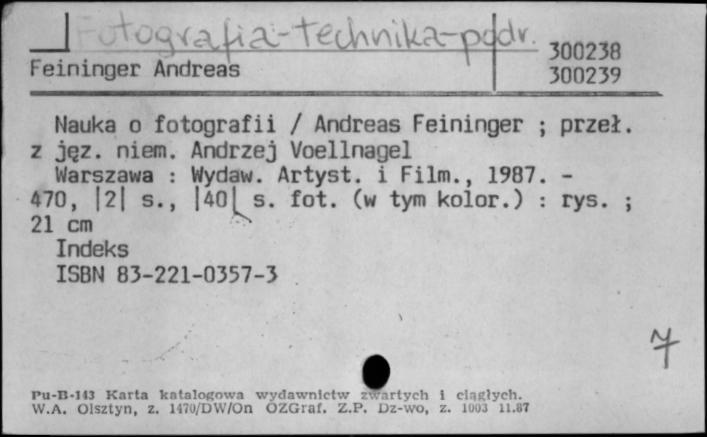 Fotografia-technika-podr.
300238
Feininger Andreas
300239
Nauka o fotografii / Andreas Feininger ; przeł.
z jęz. niem. Andrzej Voellnagel
Warszawa : Wydaw. Artyst. i Film., 1987. -
470, |2| s., |40| s. fot. (w tym kolor.) : rys. ;
21 cm
Indeks
ISBN 83-221-0357-3
7
Pu-B-143 Karta katalogowa wydawnictw zwartych i ciągłych.
W.A. Olsztyn, z. 1470/DW/On OZGraf. Z.P. Dz-wo, z. 1003 11.87